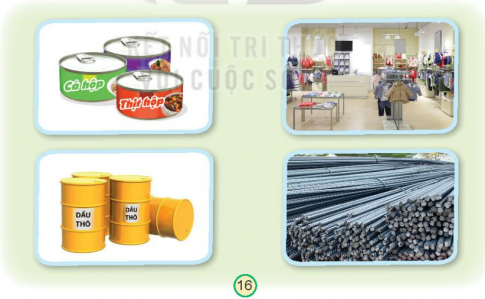 KẾT NỐI TRI THỨC
VỚI CUỘC SỐNG
Cá hộp
Thịt hộp
DẦU
THÔ
DẦU
THÔ
16